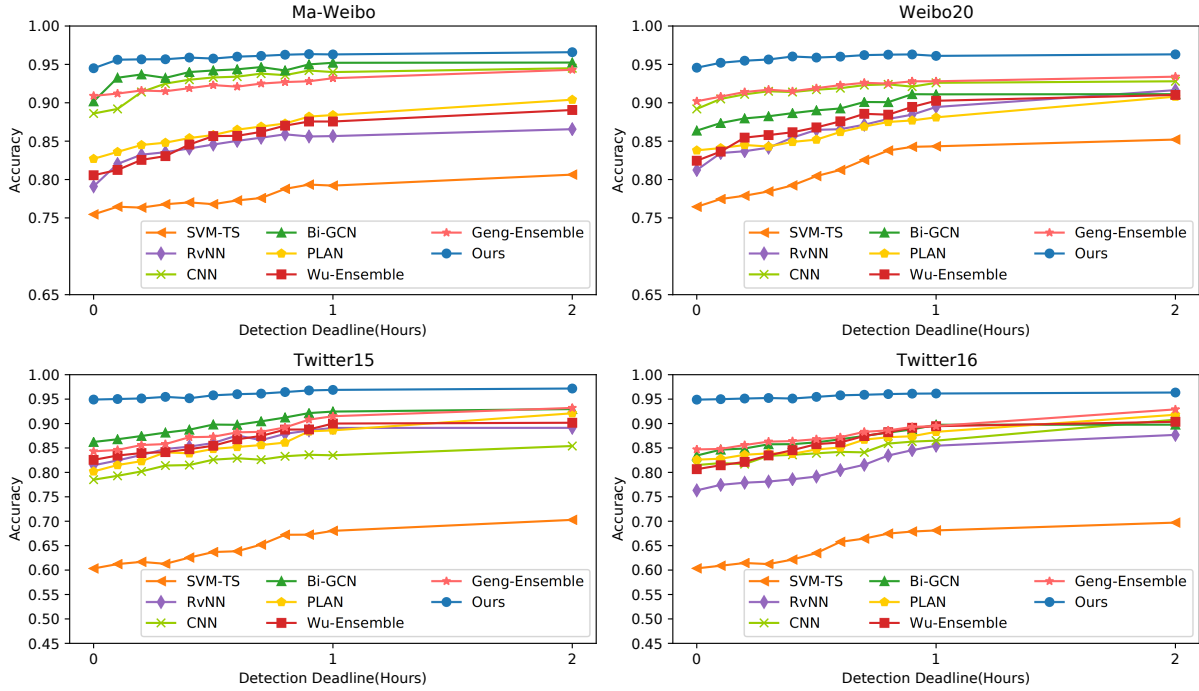 Ma-Weibo
1.00
0.95
0.90
0.85
0.80
0.75
0.65
Accuracy
SVM-TS
RvNN
CNN
Bi-GCN
PLAN
Wu-Ensemble
Geng-Ensemble
Ours
0 1 2
Detection Deadline(Hours)
Weibo20
1.00
0.95
0.90
0.85
0.80
0.75
0.65
Accuracy
SVM-TS
RvNN
CNN
Bi-GCN
PLAN
Wu-Ensemble
Geng-Ensemble
Ours
0 1 2
Detection Deadline(Hours)
Twitter15
1.00
0.95
0.90
0.85
0.80
0.75
0.70
0.65
0.60
0.55
0.50
0.45
Accuracy
SVM-TS
RvNN
CNN
Bi-GCN
PLAN
Wu-Ensemble
Geng-Ensemble
Ours
0 1 2
Detection Deadline(Hours)
Twitter16
1.00
0.95
0.90
0.85
0.80
0.75
0.70
0.65
0.60
0.55
0.50
0.45
Accuracy
SVM-TS
RvNN
CNN
Bi-GCN
PLAN
Wu-Ensemble
Geng-Ensemble
Ours
0 1 2
Detection Deadline(Hours)